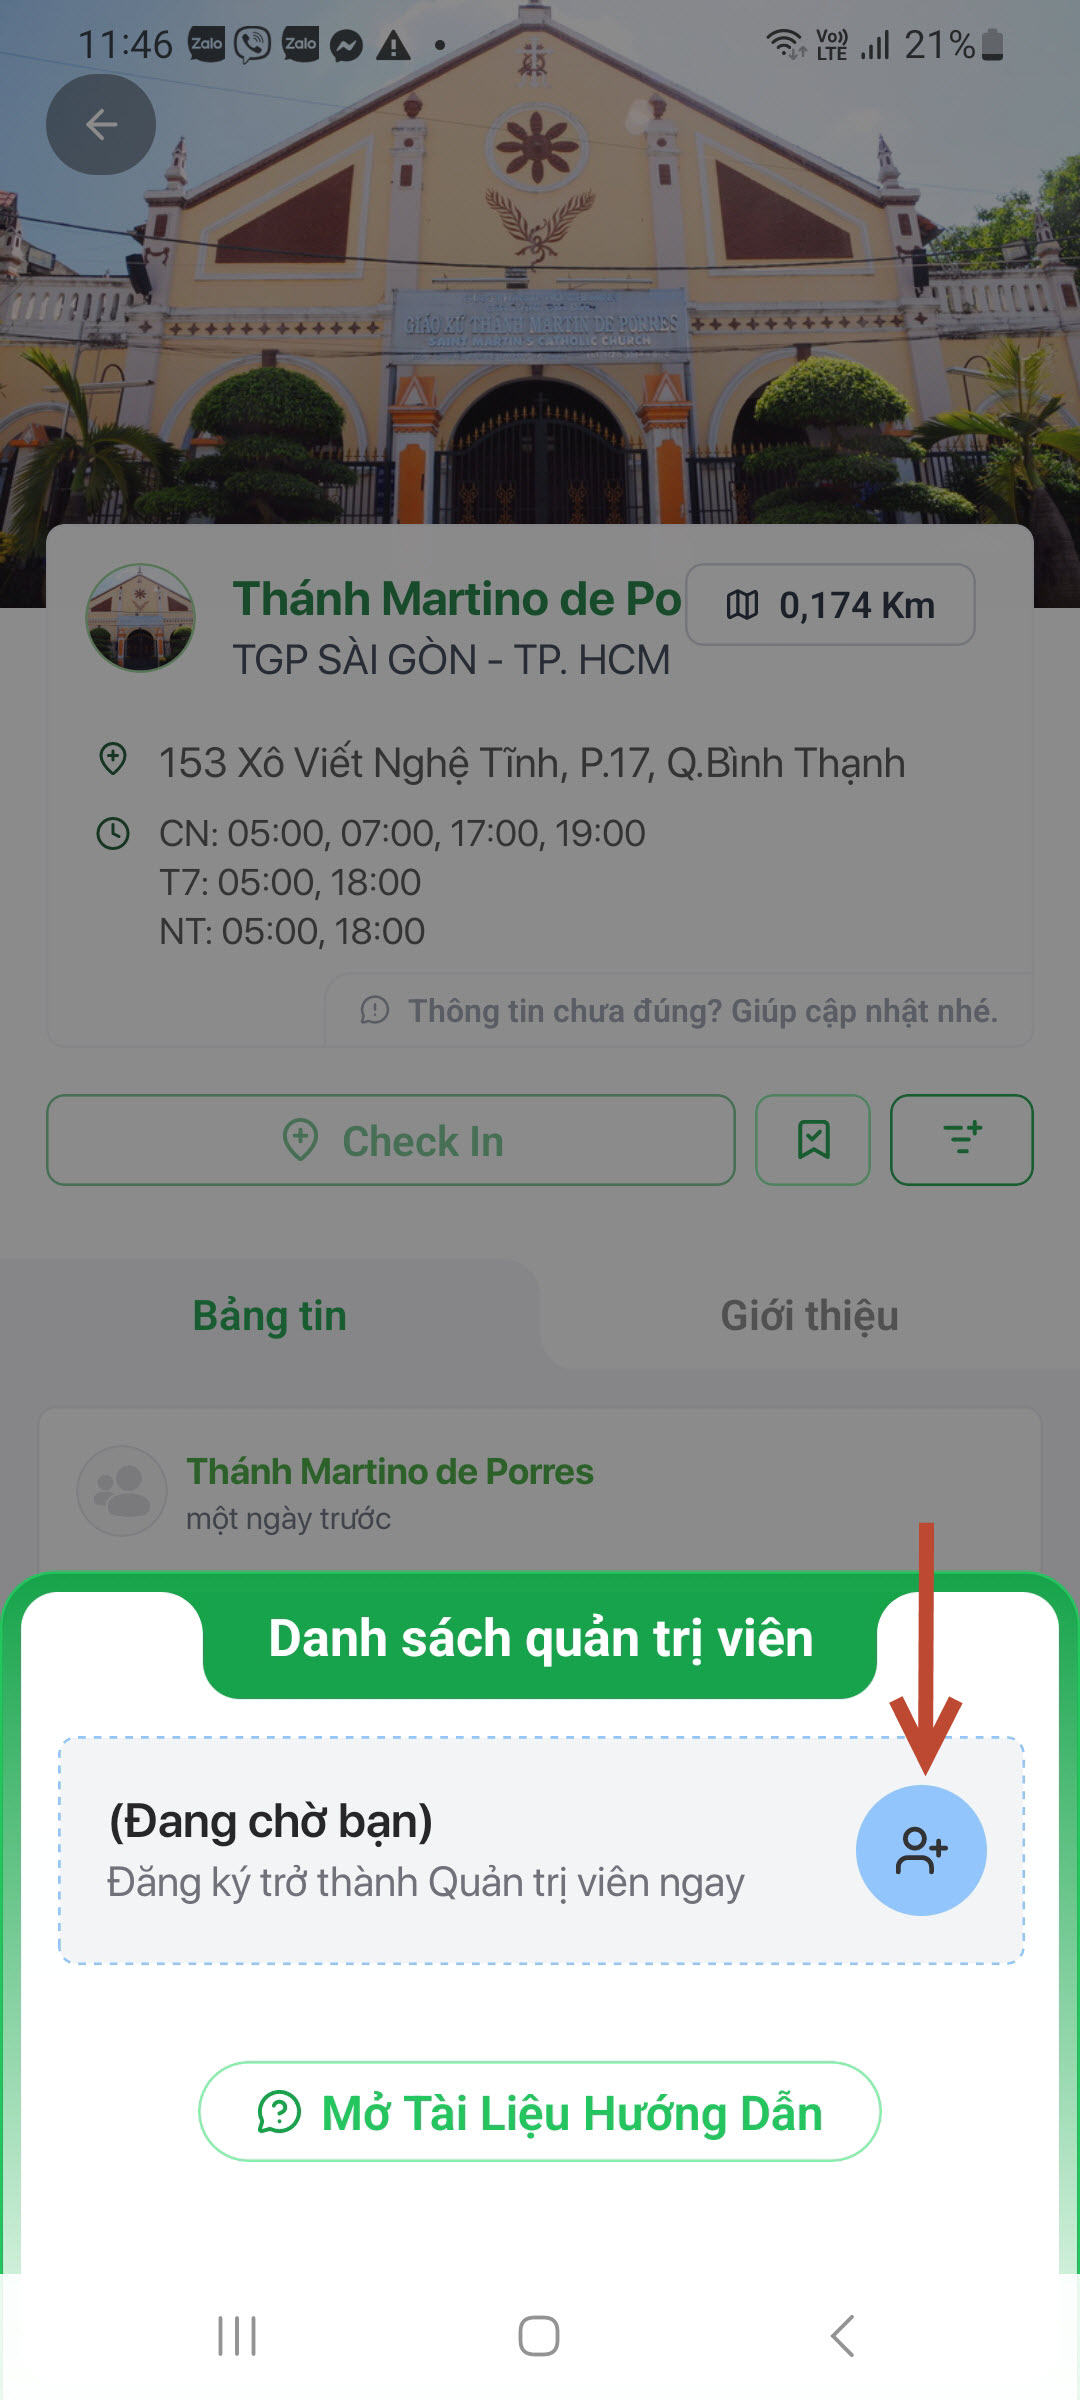 11:46 Zalo Zalo Vo)) LTE 21%
GIÁO XỨ THÁNH MARTIN DE PORRES
SAINT MARTIN'S CATHOLIC CHURCH
Thánh Martino de Po
0,174 Km
TGP SÀI GÒN - TP. HCM
153 Xô Viết Nghệ Tĩnh, P.17, Q.Bình Thạnh
CN: 05:00, 07:00, 17:00, 19:00
T7: 05:00, 18:00
NT: 05:00, 18:00
Thông tin chưa đúng? Giúp cập nhật nhé.
Check In
Bảng tin
Giới thiệu
Thánh Martino de Porres
một ngày trước
Danh sách quản trị viên
(Đang chờ bạn)
Đăng ký trở thành Quản trị viên ngay
Mở Tài Liệu Hướng Dẫn